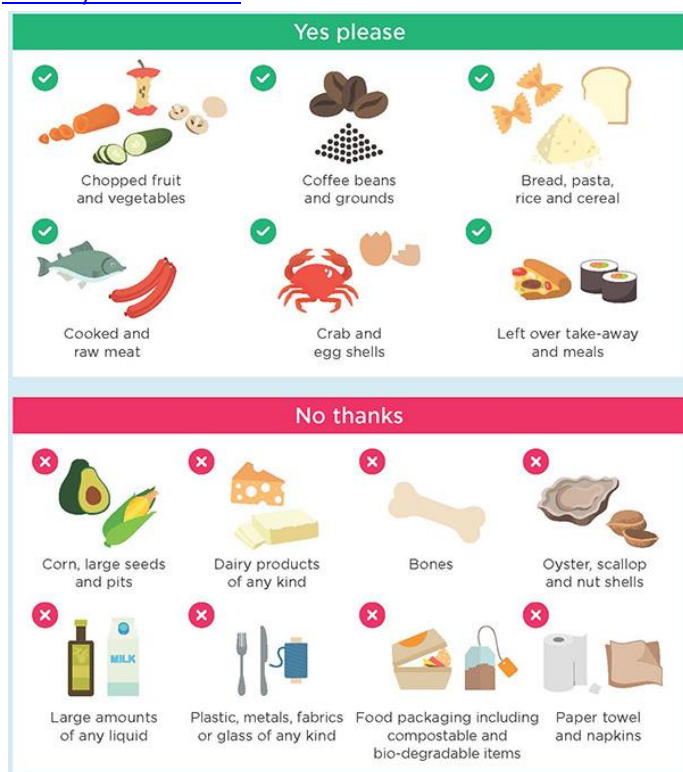 Yes please
Chopped fruit
and vegetables
Coffee beans
and grounds
Bread, pasta,
rice and cereal
Cooked and
raw meat
Crab and
egg shells
Left over take-away
and meals
No thanks
Corn, large seeds
and pits
Dairy products
of any kind
Bones
Oyster, scallop
and nut shells
MILK
Large amounts
of any liquid
Plastic, metals, fabrics
or glass of any kind
Food packaging including
compostable and
bio-degradable items
Paper towel
and napkins